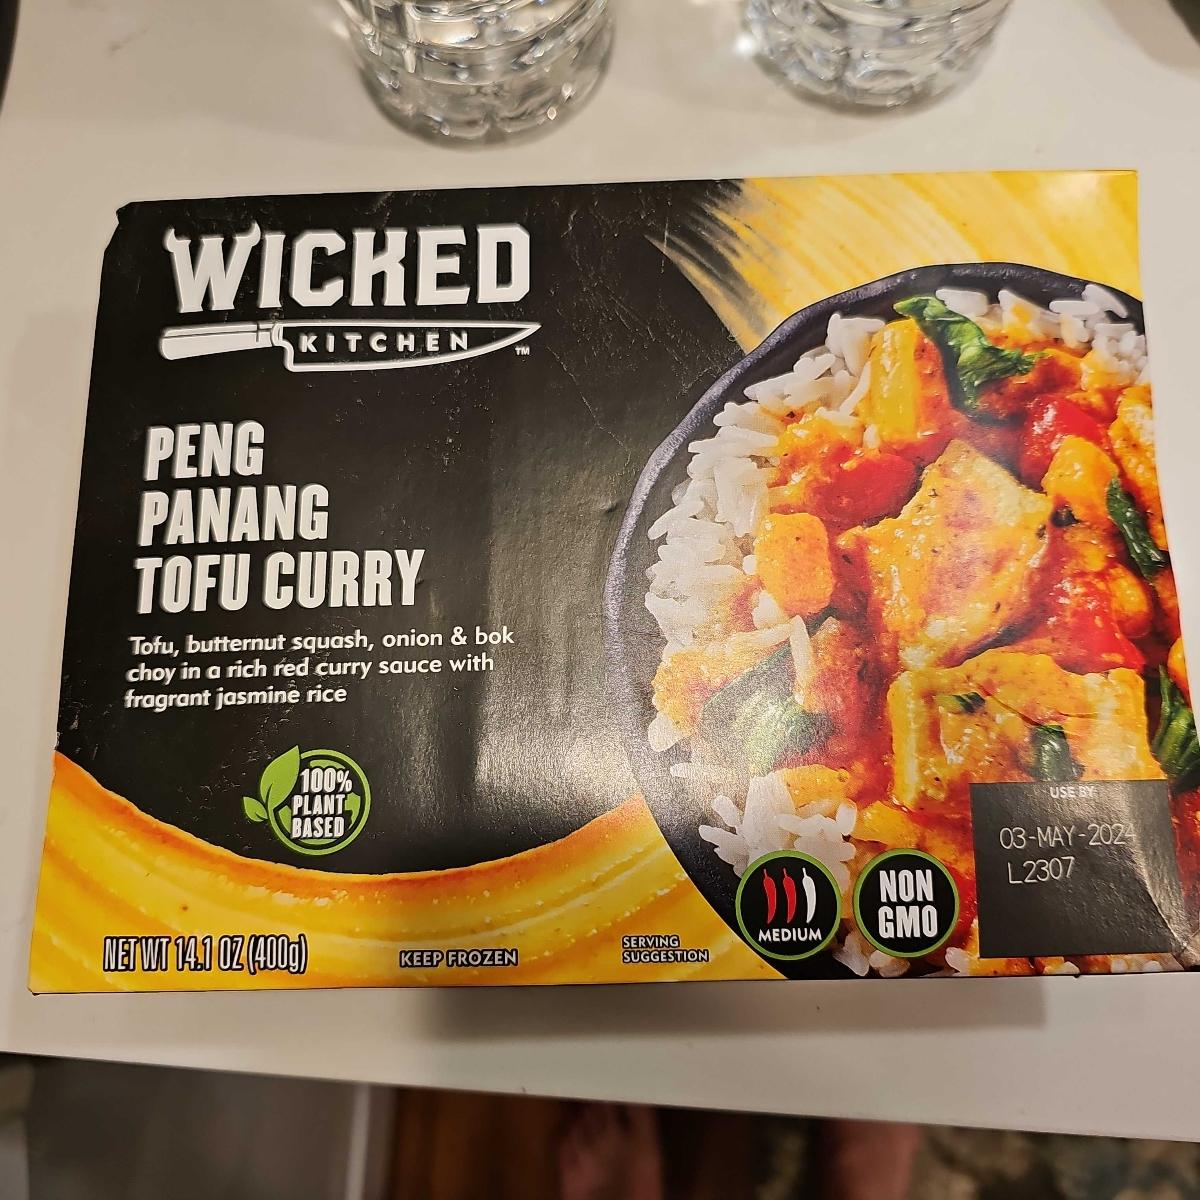 WICKED
KITCHEN
TM
PENG
PANANG
TOFU CURRY
Tofu, butternut squash, onion & bok
choy in a rich red curry sauce with
fragrant jasmine rice
100%
PLANT
BASED
NET WT 14.1 OZ (400g)
KEEP FROZEN
SERVING
SUGGESTION
MEDIUM
NON
GMO
USE BY
03-MAY-2024
L2307